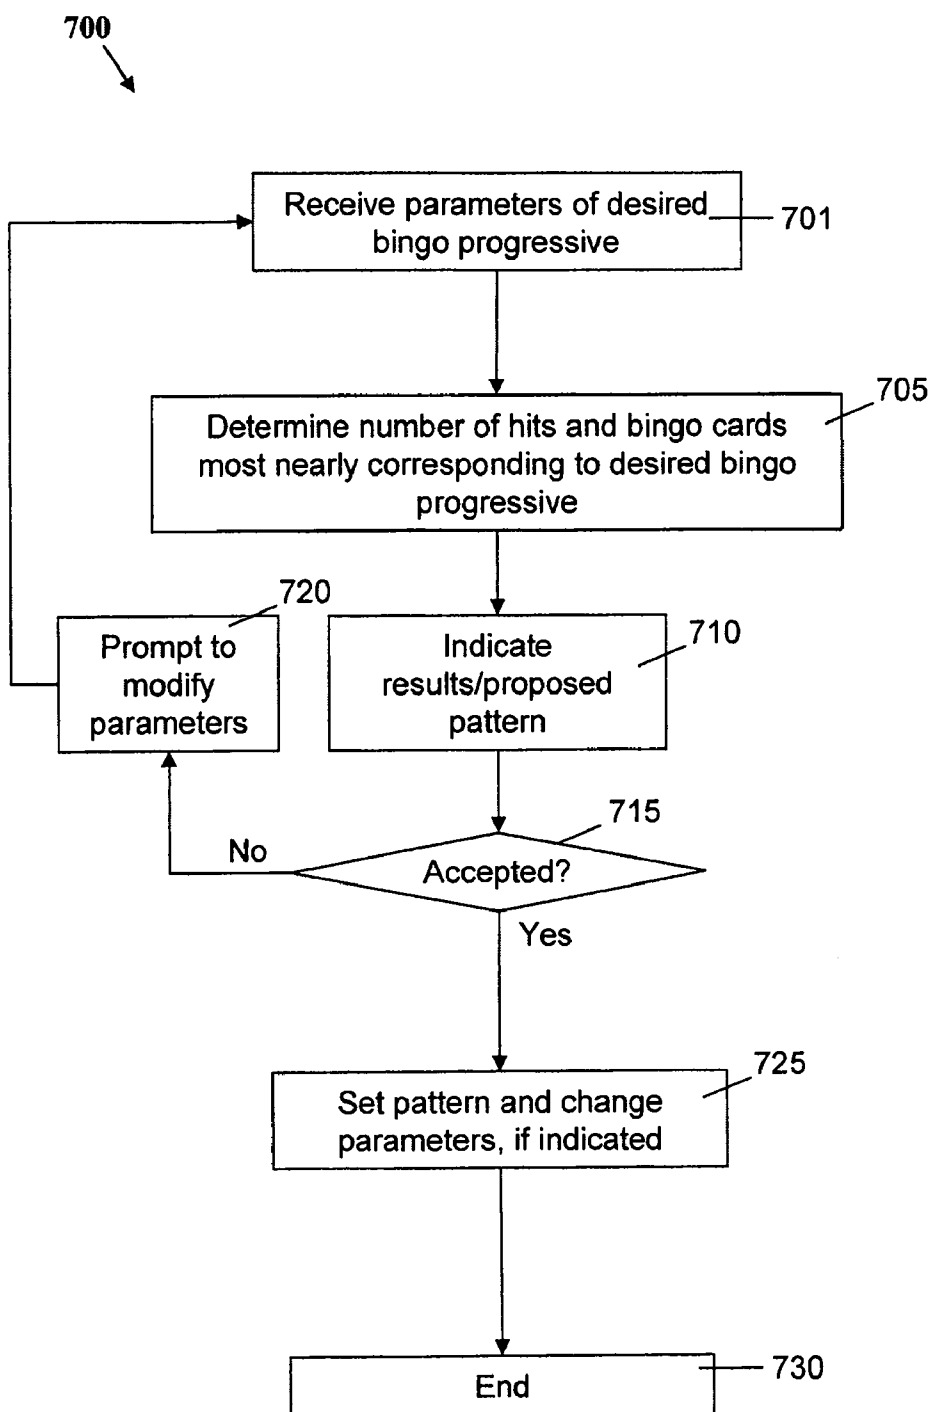 700
Receive parameters of desired
bingo progressive
701
705
Determine number of hits and bingo cards
most nearly corresponding to desired bingo
progressive
720
Prompt to
modify
parameters
710
Indicate
results/proposed
pattern
715
No
Accepted?
Yes
725
Set pattern and change
parameters, if indicated
730
End